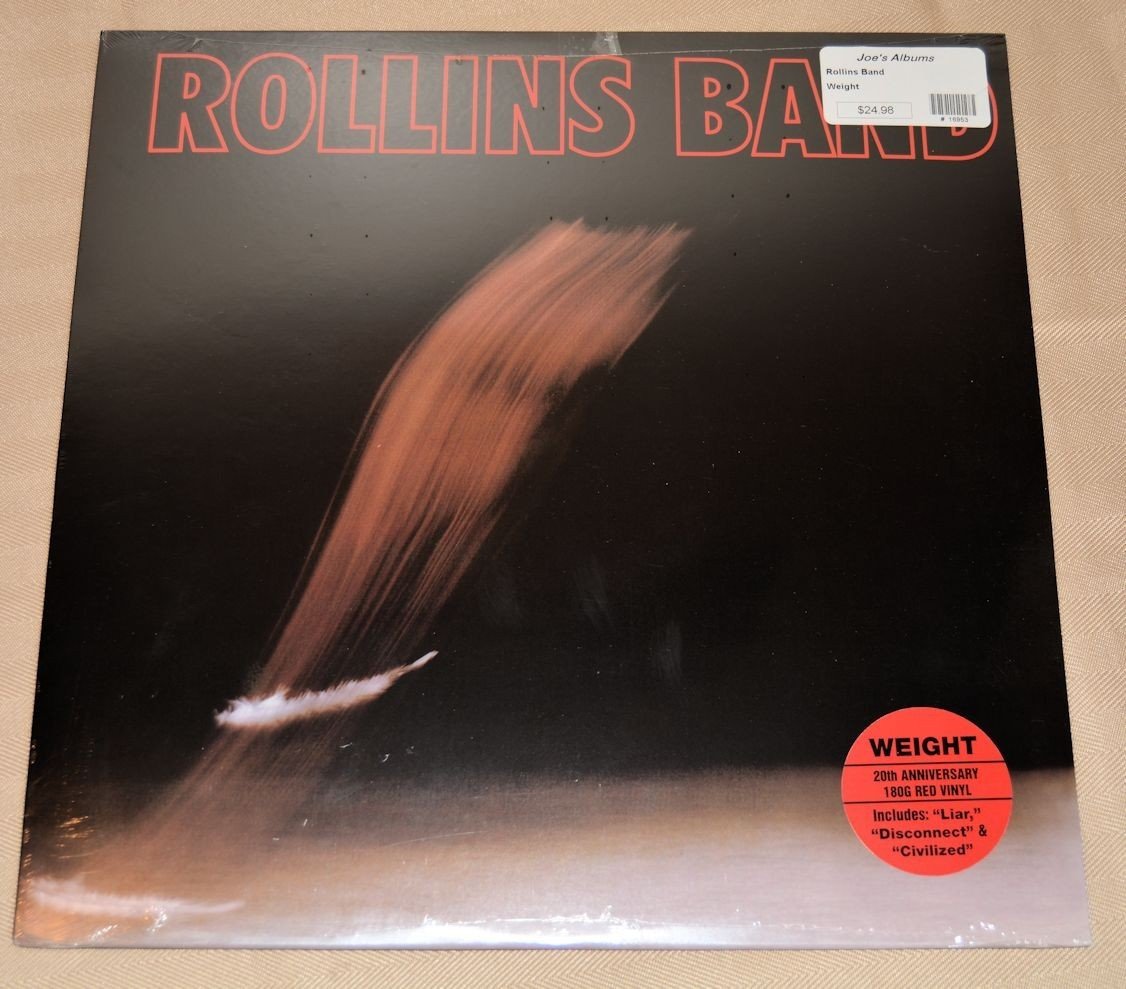 ROLLINS BAND
Joe's Albums
Rollins Band
Weight
$24.98
# 16953
WEIGHT
20th ANNIVERSARY
180G RED VINYL
Includes: “Liar,”
“Disconnect” &
“Civilized”